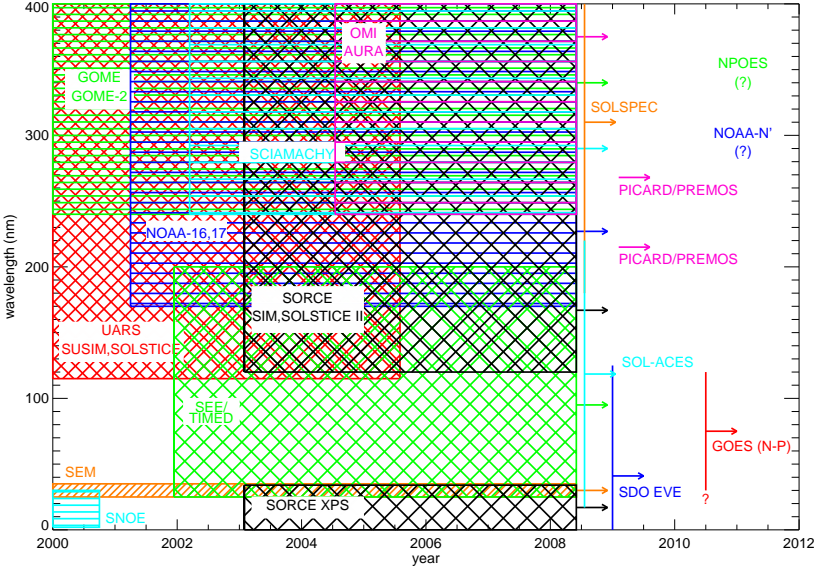 400
300
200
100
0
wavelength (nm)
2000
2002
2004
2006
2008
2010
2012
year
OMI
AURA
GOME
GOME-2
SCIAMACHY
NOAA-16,17
SORCE
SIM,SOLSTICE II
UARS
SUSIM,SOLSTICE
SEE/
TIMED
SEM
SNOE
SORCE XPS
SOLSPEC
NPOES
(?)
NOAA-N'
(?)
PICARD/PREMOS
PICARD/PREMOS
SOL-ACES
GOES (N-P)
?
SDO EVE